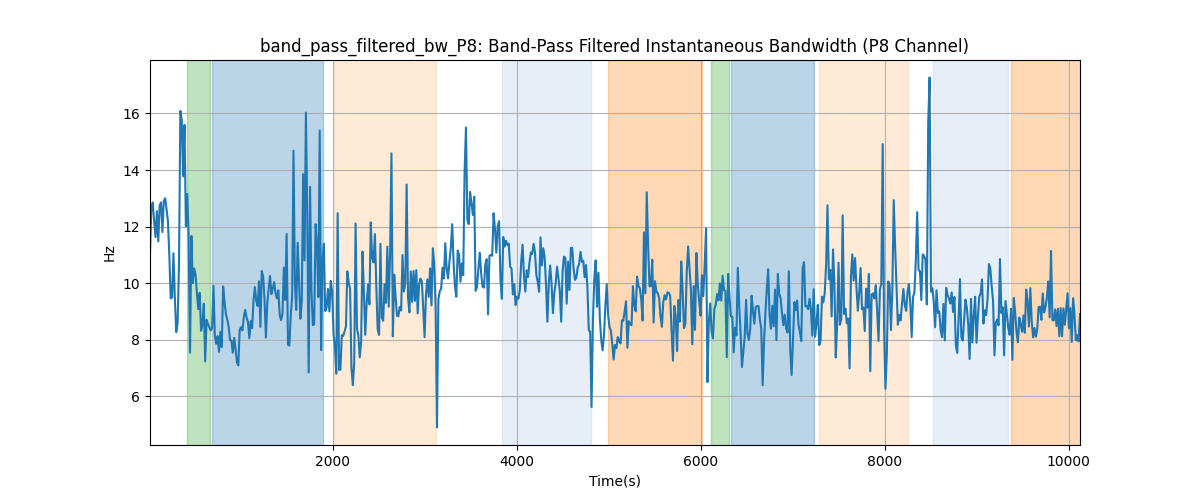 band_pass_filtered_bw_P8: Band-Pass Filtered Instantaneous Bandwidth (P8 Channel)
16
14
12
10
8
6
Hz
2000 4000 6000 8000 10000
Time(s)